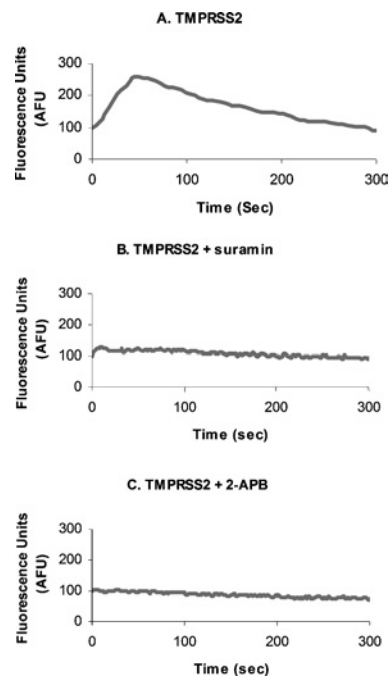 A. TMPRSS2
Fluorescence Units
(AFU
300
200
100
0
0 100 200 300
Time (Sec)
B. TMPRSS2 + suramin
Fluorescence Units
(AFU)
300
200
100
0
0 100 200 300
Time (sec)
C. TMPRSS2 + 2-APB
Fluorescence Units
(AFU)
300
200
100
0
0 100 200 300
Time (sec)